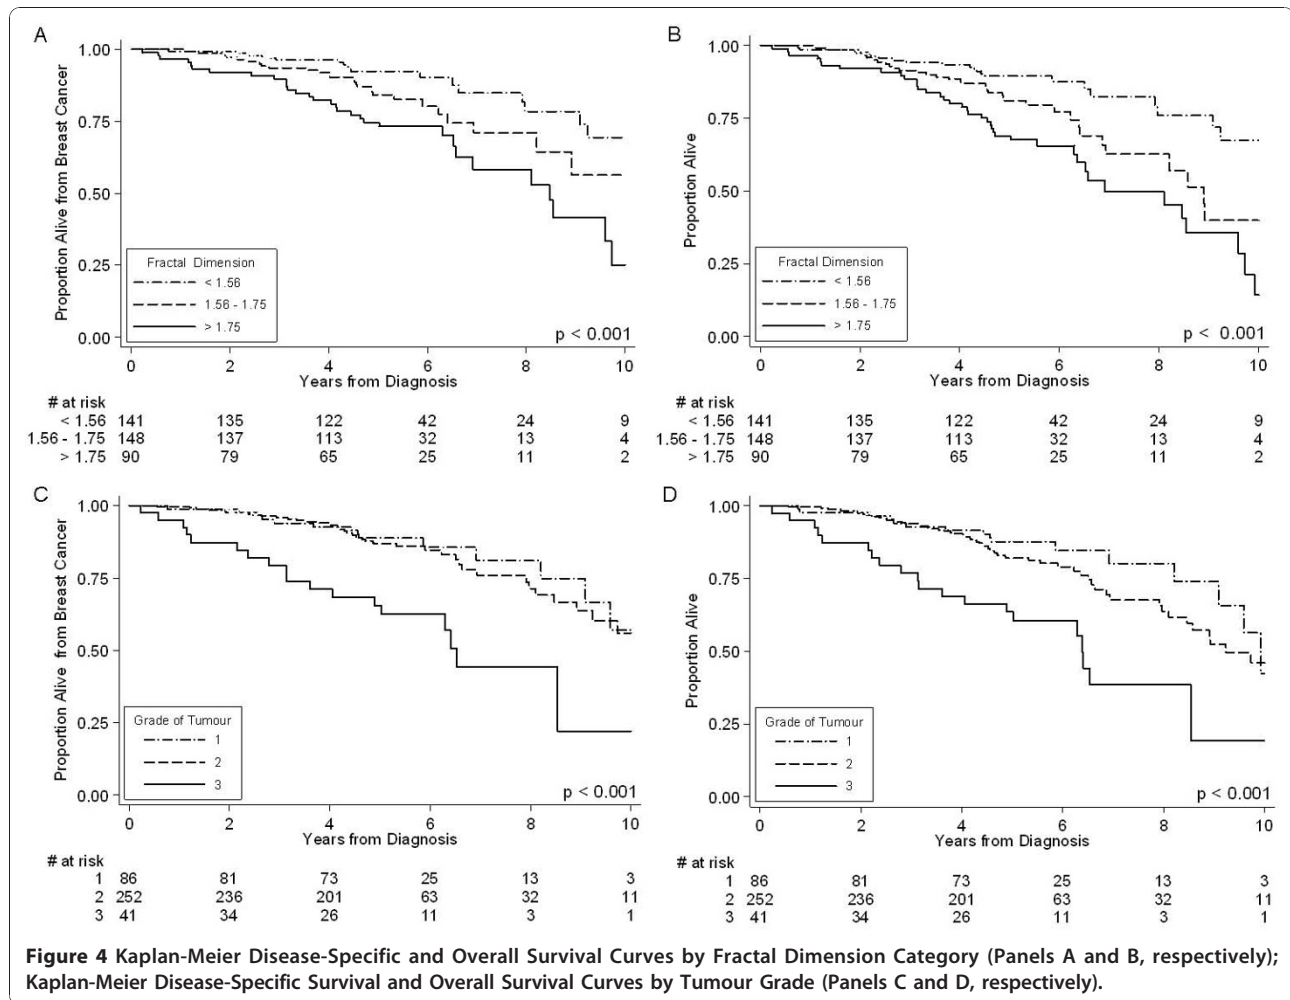 A
Proportion Alive from Breast Cancer
1.00
0.75
0.50
0.25
0.00
Fractal Dimension
< 1.56
1.56 - 1.75
> 1.75
p < 0.001
0 2 4 6 8 10
Years from Diagnosis
# at risk
< 1.56 141 135 122 42 24 9
1.56 - 1.75 148 137 113 32 13 4
> 1.75 90 79 65 25 11 2
B
Proportion Alive
1.00
0.75
0.50
0.25
0.00
Fractal Dimension
< 1.56
1.56 - 1.75
> 1.75
p < 0.001
0 2 4 6 8 10
Years from Diagnosis
# at risk
< 1.56 141 135 122 42 24 9
1.56 - 1.75 148 137 113 32 13 4
> 1.75 90 79 65 25 11 2
C
Proportion Alive from Breast Cancer
1.00
0.75
0.50
0.25
0.00
Grade of Tumour
1
2
3
p < 0.001
0 2 4 6 8 10
Years from Diagnosis
# at risk
1 86 81 73 25 13 3
2 252 236 201 63 32 11
3 41 34 26 11 3 1
D
Proportion Alive
1.00
0.75
0.50
0.25
0.00
Grade of Tumour
1
2
3
p < 0.001
0 2 4 6 8 10
Years from Diagnosis
# at risk
1 86 81 73 25 13 3
2 252 236 201 63 32 11
3 41 34 26 11 3 1
Figure 4 Kaplan-Meier Disease-Specific and Overall Survival Curves by Fractal Dimension Category (Panels A and B, respectively);
Kaplan-Meier Disease-Specific Survival and Overall Survival Curves by Tumour Grade (Panels C and D, respectively).